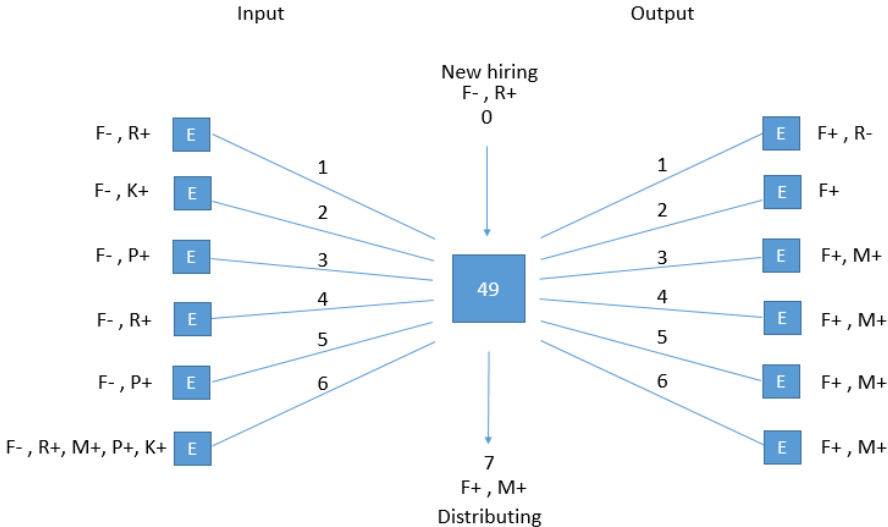 Input
Output
New hiring
F- , R+
0
F- , R+
E
1
1
E
F+ , R-
F- , K+
E
2
2
E
F+
F- , P+
E
3
3
E
F+, M+
49
F- , R+
E
4
4
E
F+ , M+
F- , P+
E
5
5
E
F+ , M+
F- , R+, M+, P+, K+
E
6
6
E
F+ , M+
7
F+ , M+
Distributing